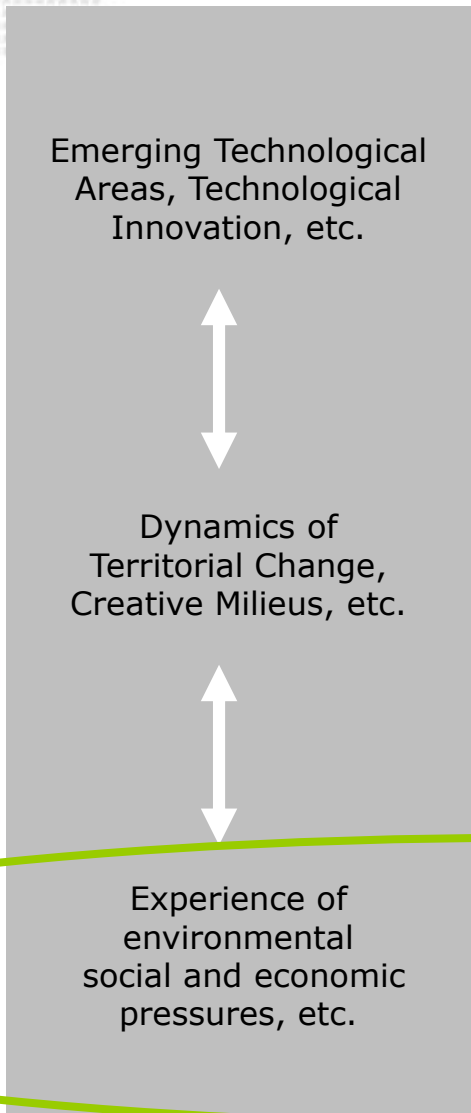 Emerging Technological
Areas, Technological
Innovation, etc.
Dynamics of
Territorial Change,
Creative Milieus, etc.
Experience of
environmental
social and economic
pressures, etc.